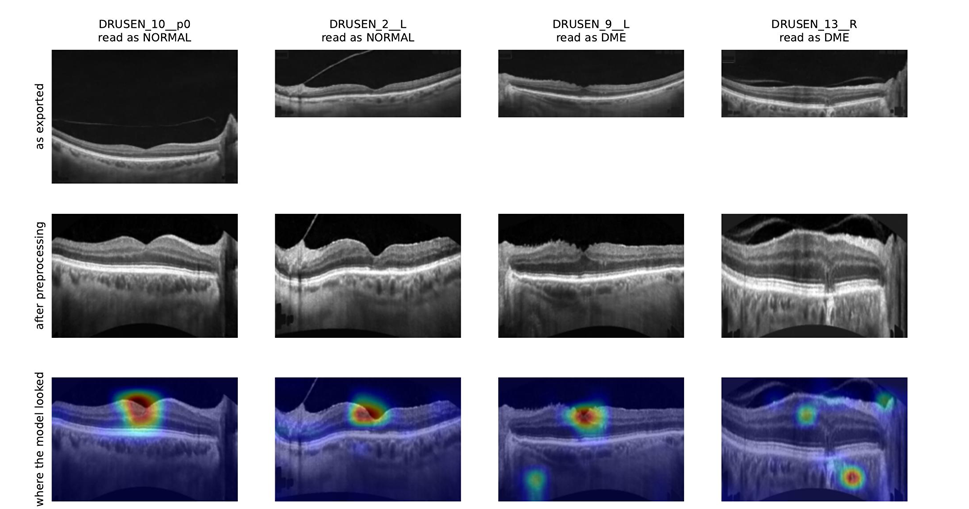 DRUSEN_10__p0
read as NORMAL
DRUSEN_2__L
read as NORMAL
DRUSEN_9__L
read as DME
DRUSEN_13__R
read as DME
as exported
after preprocessing
where the model looked